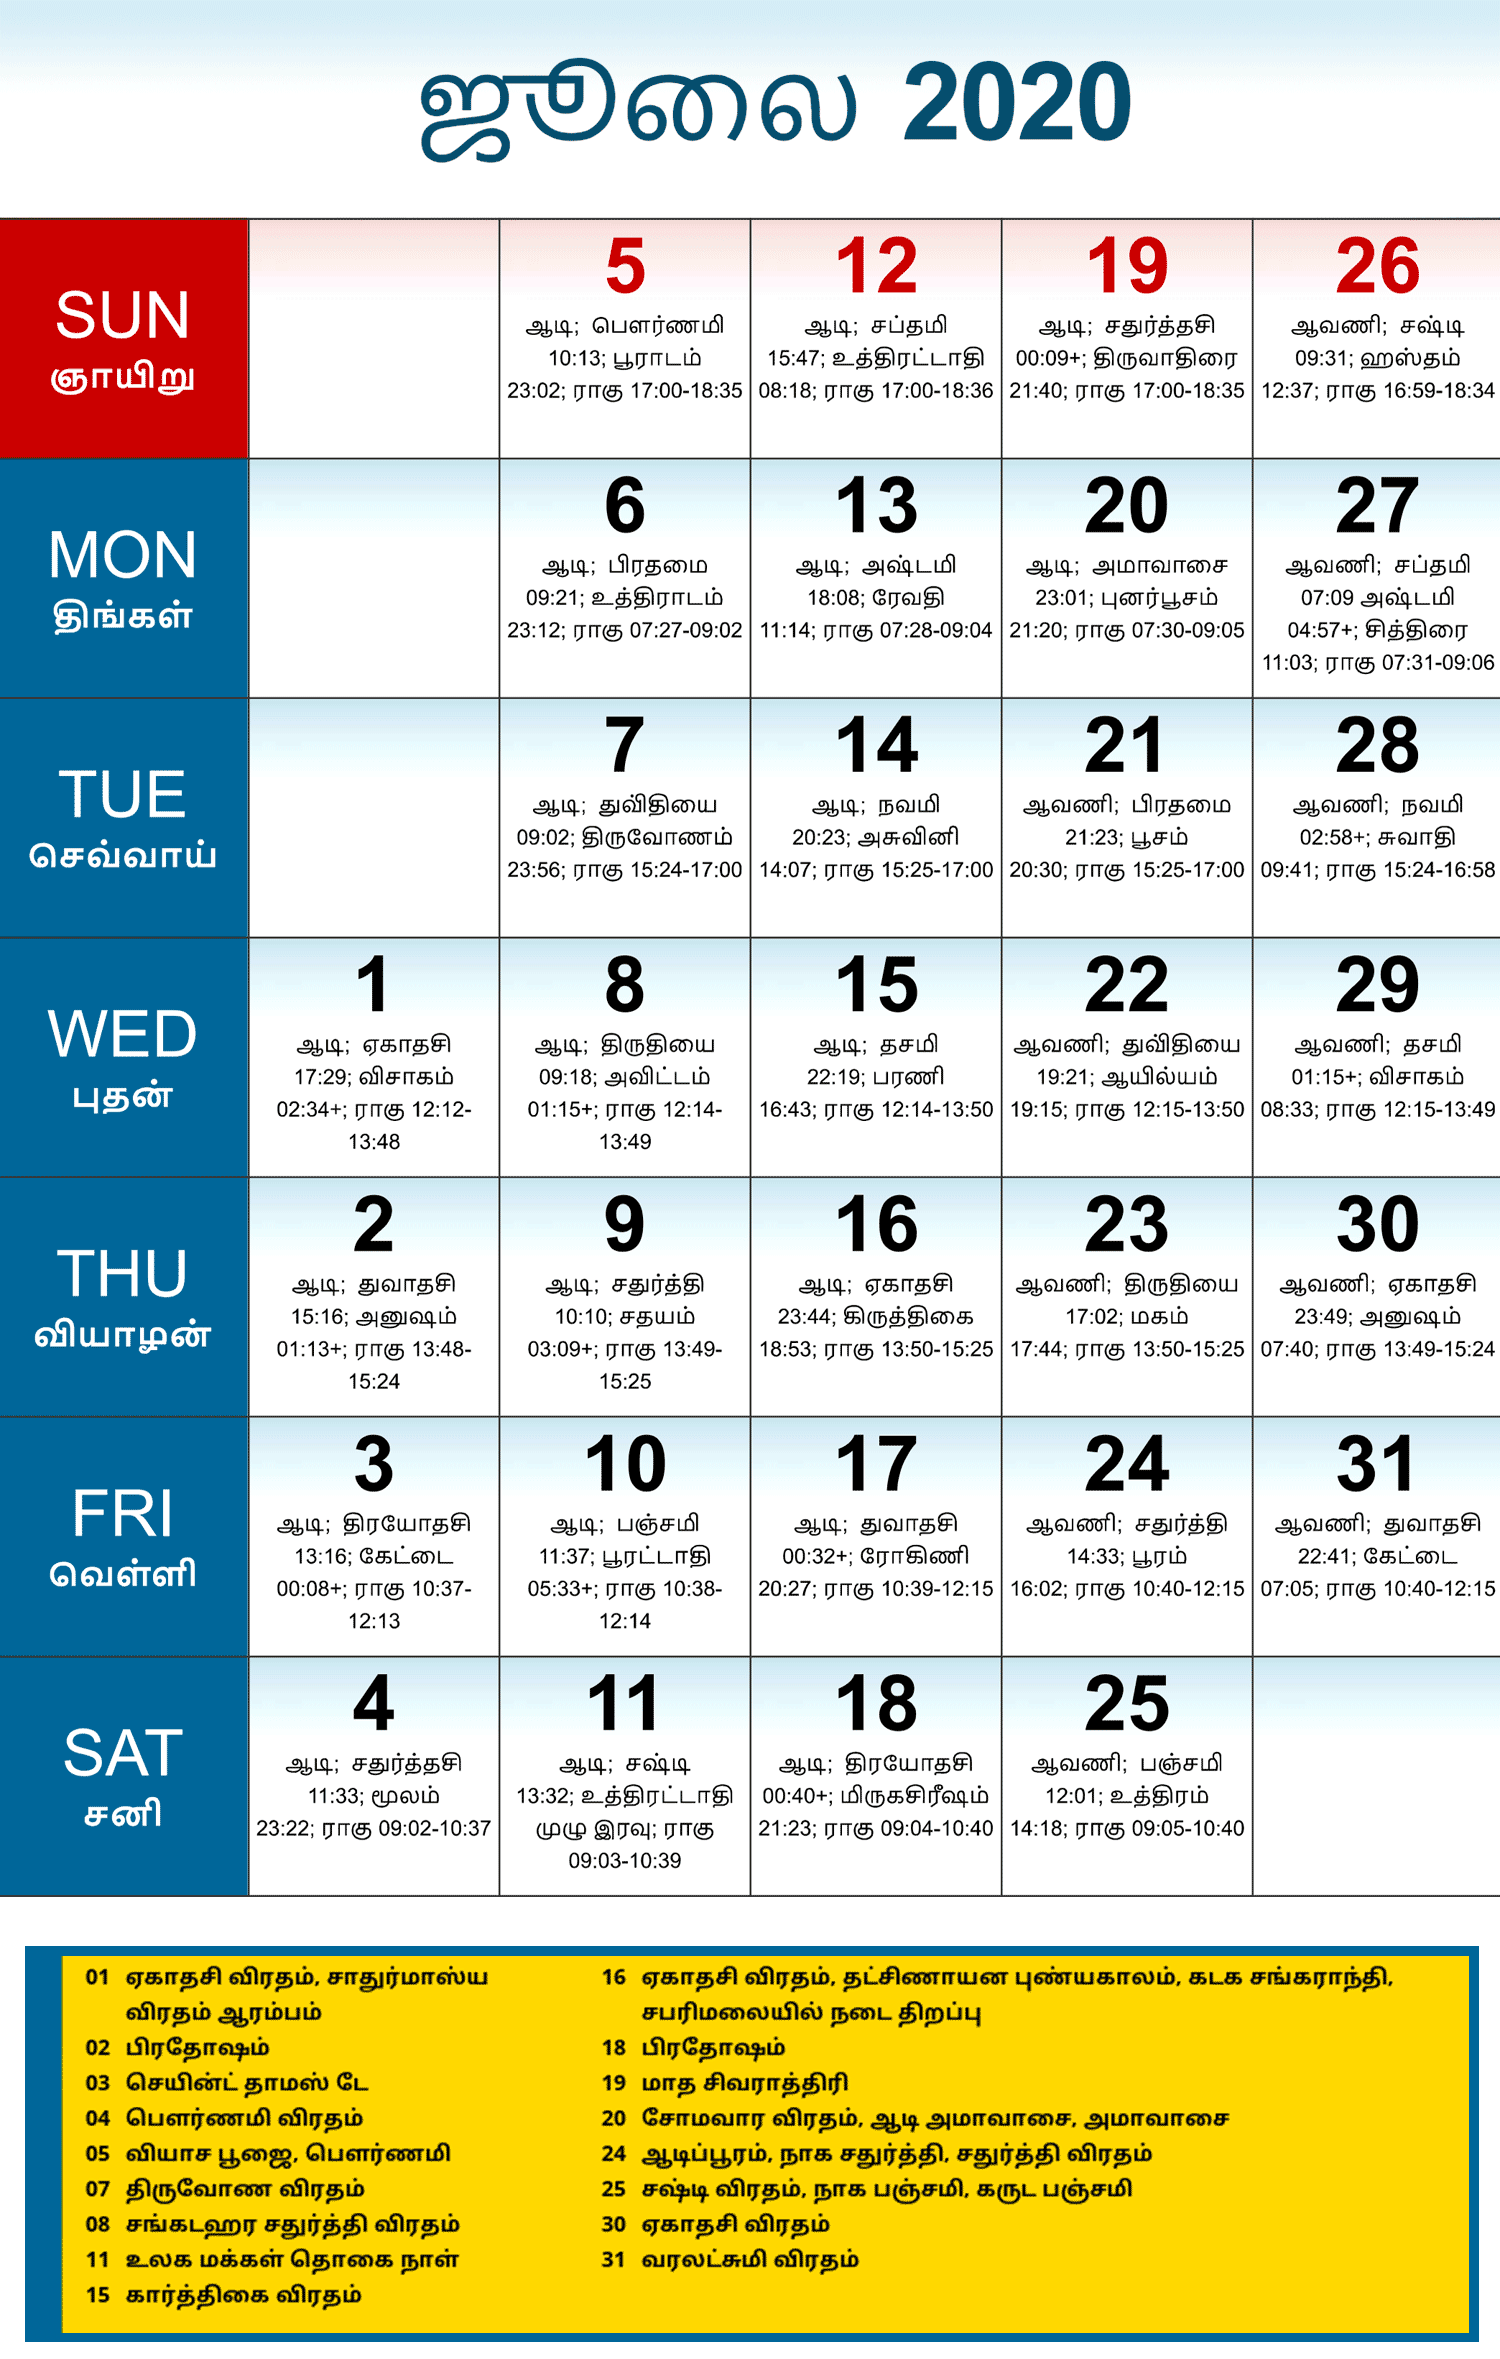 ஜூலை 2020
SUN
ஞாயிறு
5
ஆடி; பௌர்ணமி
10:13; பூராடம்
23:02; ராகு 17:00-18:35
12
ஆடி; சப்தமி
15:47; உத்திரட்டாதி
08:18; ராகு 17:00-18:36
19
ஆடி; சதுர்த்தசி
00:09+; திருவாதிரை
21:40; ராகு 17:00-18:35
26
ஆவணி; சஷ்டி
09:31; ஹஸ்தம்
12:37; ராகு 16:59-18:34
MON
திங்கள்
6
ஆடி; பிரதமை
09:21; உத்திராடம்
23:12; ராகு 07:27-09:02
13
ஆடி; அஷ்டமி
18:08; ரேவதி
11:14; ராகு 07:28-09:04
20
ஆடி; அமாவாசை
23:01; புனர்பூசம்
21:20; ராகு 07:30-09:05
27
ஆவணி; சப்தமி
07:09 அஷ்டமி
04:57+; சித்திரை
11:03; ராகு 07:31-09:06
TUE
செவ்வாய்
7
ஆடி; துவிதியை
09:02; திருவோணம்
23:56; ராகு 15:24-17:00
14
ஆடி; நவமி
20:23; அசுவினி
14:07; ராகு 15:25-17:00
21
ஆவணி; பிரதமை
21:23; பூசம்
20:30; ராகு 15:25-17:00
28
ஆவணி; நவமி
02:58+; சுவாதி
09:41; ராகு 15:24-16:58
WED
புதன்
1
ஆடி; ஏகாதசி
17:29; விசாகம்
02:34+; ராகு 12:12-
13:48
8
ஆடி; திருதியை
09:18; அவிட்டம்
01:15+; ராகு 12:14-
13:49
15
ஆடி; தசமி
22:19; பரணி
16:43; ராகு 12:14-13:50
22
ஆவணி; துவிதியை
19:21; ஆயில்யம்
19:15; ராகு 12:15-13:50
29
ஆவணி; தசமி
01:15+; விசாகம்
08:33; ராகு 12:15-13:49
THU
வியாழன்
2
ஆடி; துவாதசி
15:16; அனுஷம்
01:13+; ராகு 13:48-
15:24
9
ஆடி; சதுர்த்தி
10:10; சதயம்
03:09+; ராகு 13:49-
15:25
16
ஆடி; ஏகாதசி
23:44; கிருத்திகை
18:53; ராகு 13:50-15:25
23
ஆவணி; திருதியை
17:02; மகம்
17:44; ராகு 13:50-15:25
30
ஆவணி; ஏகாதசி
23:49; அனுஷம்
07:40; ராகு 13:49-15:24
FRI
வெள்ளி
3
ஆடி; திரயோதசி
13:16; கேட்டை
00:08+; ராகு 10:37-
12:13
10
ஆடி; பஞ்சமி
11:37; பூரட்டாதி
05:33+; ராகு 10:38-
12:14
17
ஆடி; துவாதசி
00:32+; ரோகிணி
20:27; ராகு 10:39-12:15
24
ஆவணி; சதுர்த்தி
14:33; பூரம்
16:02; ராகு 10:40-12:15
31
ஆவணி; துவாதசி
22:41; கேட்டை
07:05; ராகு 10:40-12:15
SAT
சனி
4
ஆடி; சதுர்த்தசி
11:33; மூலம்
23:22; ராகு 09:02-10:37
11
ஆடி; சஷ்டி
13:32; உத்திரட்டாதி
முழு இரவு; ராகு
09:03-10:39
18
ஆடி; திரயோதசி
00:40+; மிருகசிரீஷம்
21:23; ராகு 09:04-10:40
25
ஆவணி; பஞ்சமி
12:01; உத்திரம்
14:18; ராகு 09:05-10:40
01 ஏகாதசி விரதம், சாதுர்மாஸ்ய
விரதம் ஆரம்பம்
02 பிரதோஷம்
03 செயின்ட் தாமஸ் டே
04 பௌர்ணமி விரதம்
05 வியாச பூஜை, பௌர்ணமி
07 திருவோண விரதம்
08 சங்கடஹர சதுர்த்தி விரதம்
11 உலக மக்கள் தொகை நாள்
15 கார்த்திகை விரதம்
16 ஏகாதசி விரதம், தட்சிணாயன புண்யகாலம், கடக சங்கராந்தி,
சபரிமலையில் நடை திறப்பு
18 பிரதோஷம்
19 மாத சிவராத்திரி
20 சோமவார விரதம், ஆடி அமாவாசை, அமாவாசை
24 ஆடிப்பூரம், நாக சதுர்த்தி, சதுர்த்தி விரதம்
25 சஷ்டி விரதம், நாக பஞ்சமி, கருட பஞ்சமி
30 ஏகாதசி விரதம்
31 வரலட்சுமி விரதம்